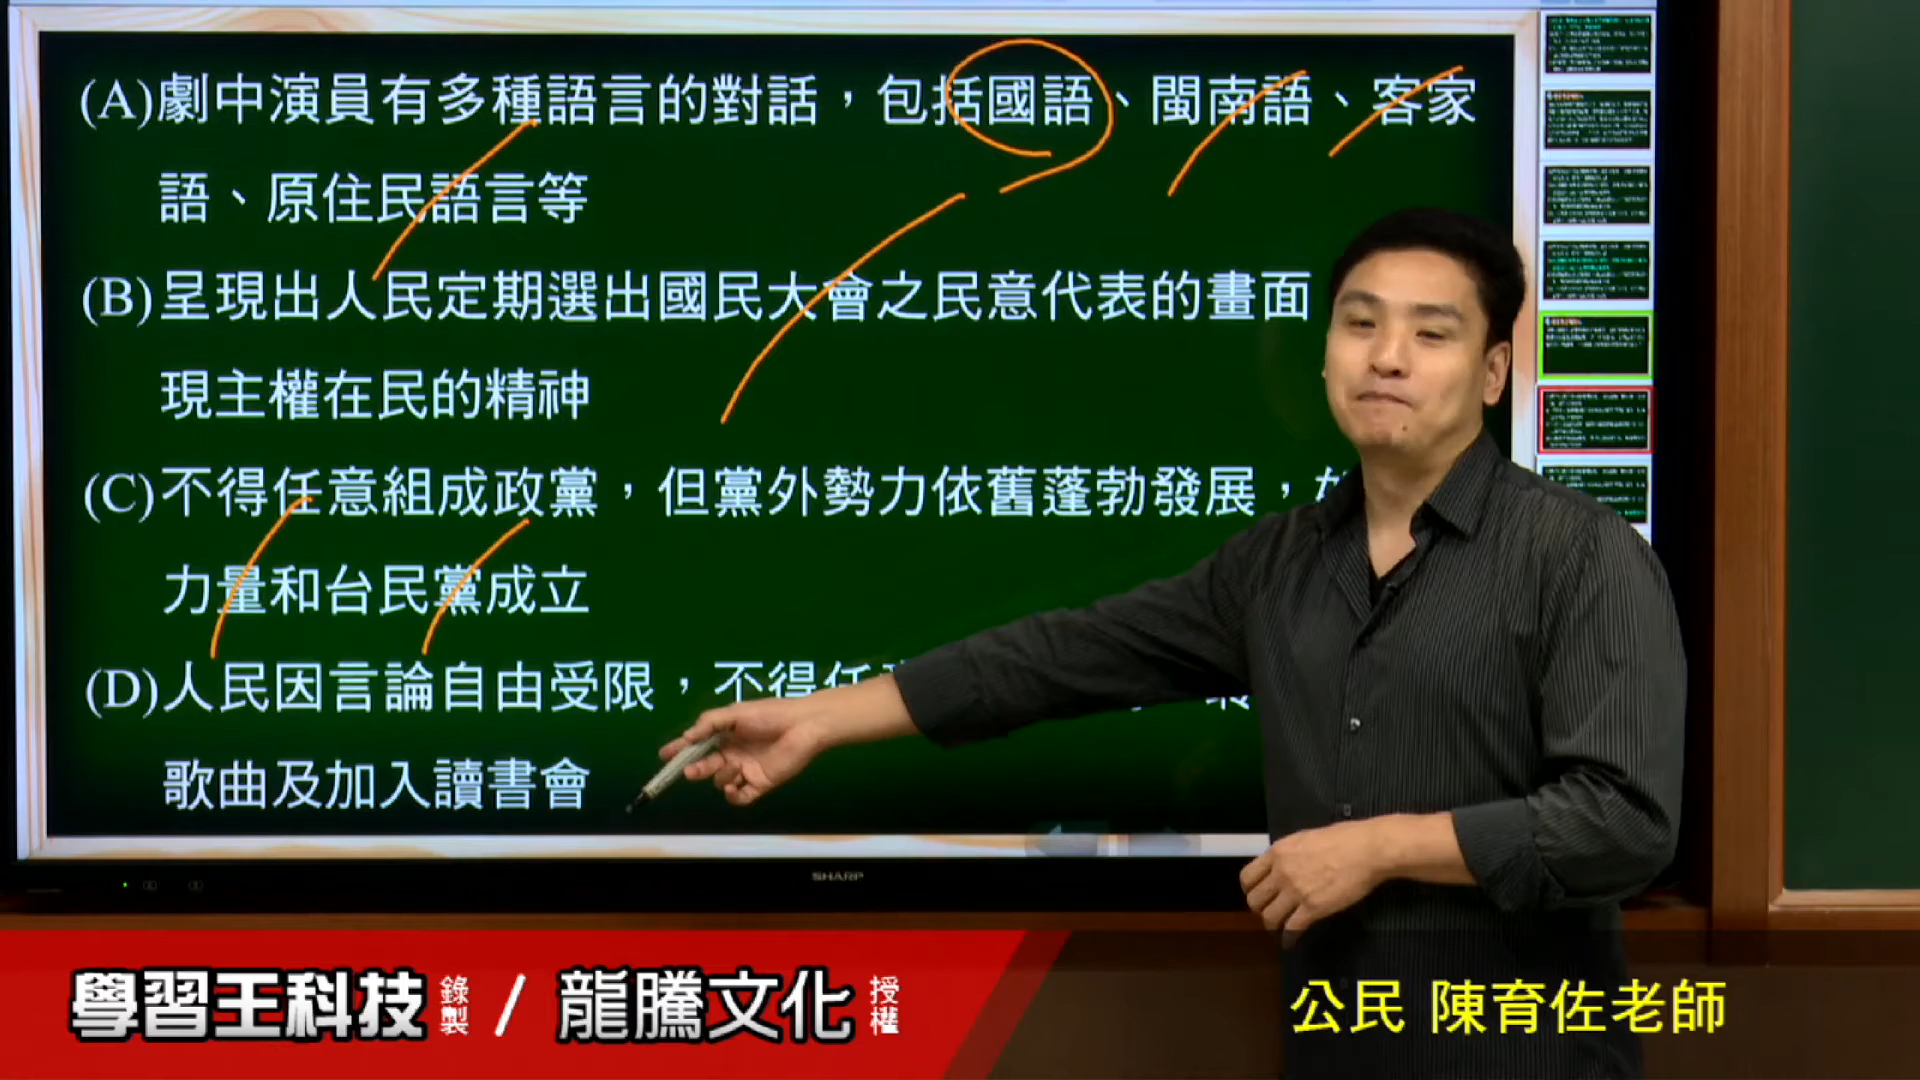 (A)劇中演員有多種語言的對話，包括國語、閩南語、客家
語、原住民語言等
(B)呈現出人民定期選出國民大會之民意代表的畫面
現主權在民的精神
(C)不得任意組成政黨，但黨外勢力依舊蓬勃發展，如
力量和台民黨成立
(D)人民因言論自由受限，不得任
歌曲及加入讀書會
SHARP
學習王科技錄製/龍騰文化授權
公民 陳育佐老師